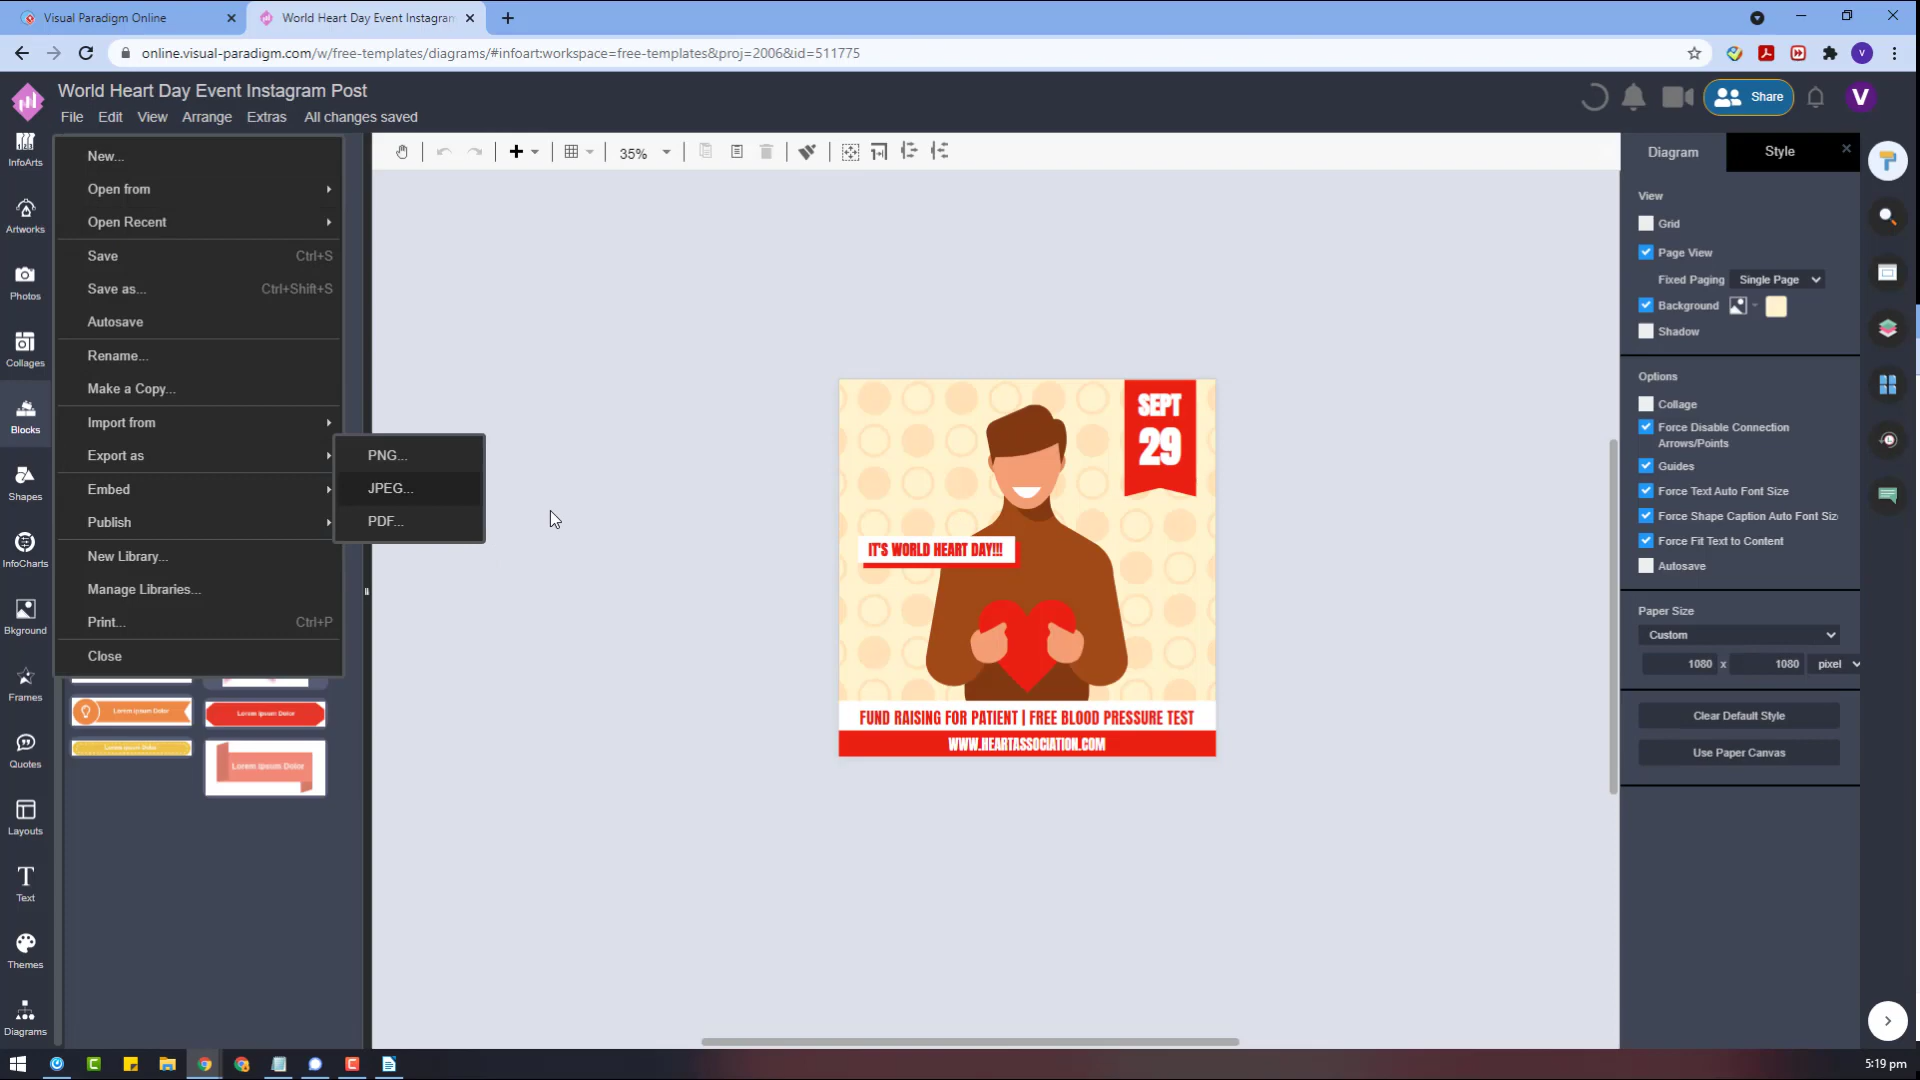 Visual Paradigm Online
World Heart Day Event Instagram
online.visual-paradigm.com/w/free-templates/diagrams/#infoart:workspace=free-templates&proj=2006&id=511775
World Heart Day Event Instagram Post
File Edit View Arrange Extras All changes saved
Share
V
V
InfoArts
Artworks
Photos
Collages
Blocks
Shapes
InfoCharts
Bkground
Frames
Quotes
Layouts
Text
Themes
Diagrams
New...
Open from
Open Recent
Save Ctrl+S
Save as... Ctrl+Shift+S
Autosave
Rename...
Make a Copy...
Import from
Export as
Embed
Publish
New Library...
Manage Libraries...
Print... Ctrl+P
Close
PNG...
JPEG...
PDF...
Lorem Ipsum Dolor
Lorem Ipsum Dolor
Lorem Ipsum Dolor
Lorem Ipsum Dolor
35%
SEPT
29
IT'S WORLD HEART DAY!!!
FUND RAISING FOR PATIENT | FREE BLOOD PRESSURE TEST
WWW.HEARTASSOCIATION.COM
Diagram Style
View
Grid
Page View
Fixed Paging Single Page
Background
Shadow
Options
Collage
Force Disable Connection
Arrows/Points
Guides
Force Text Auto Font Size
Force Shape Caption Auto Font Siz
Force Fit Text to Content
Autosave
Paper Size
Custom
1080 x 1080 pixel
Clear Default Style
Use Paper Canvas
5:19 pm